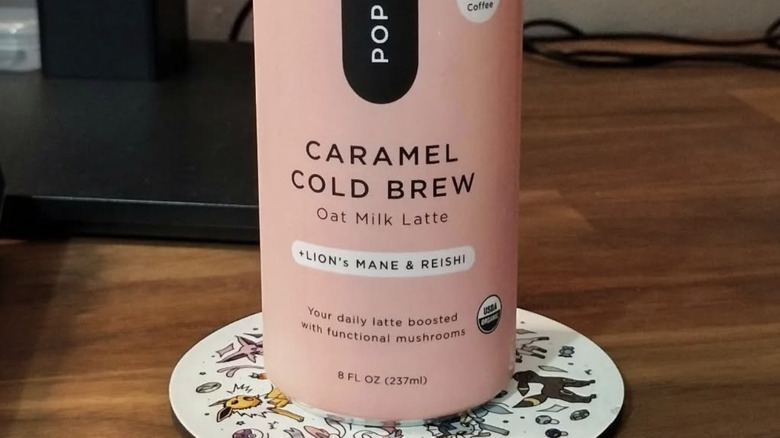 Coffee
POP
CARAMEL
COLD BREW
Oat Milk Latte
+LION's MANE & REISHI
Your daily latte boosted
with functional mushrooms
USDA
ORGANIC
8 FL OZ (237ml)